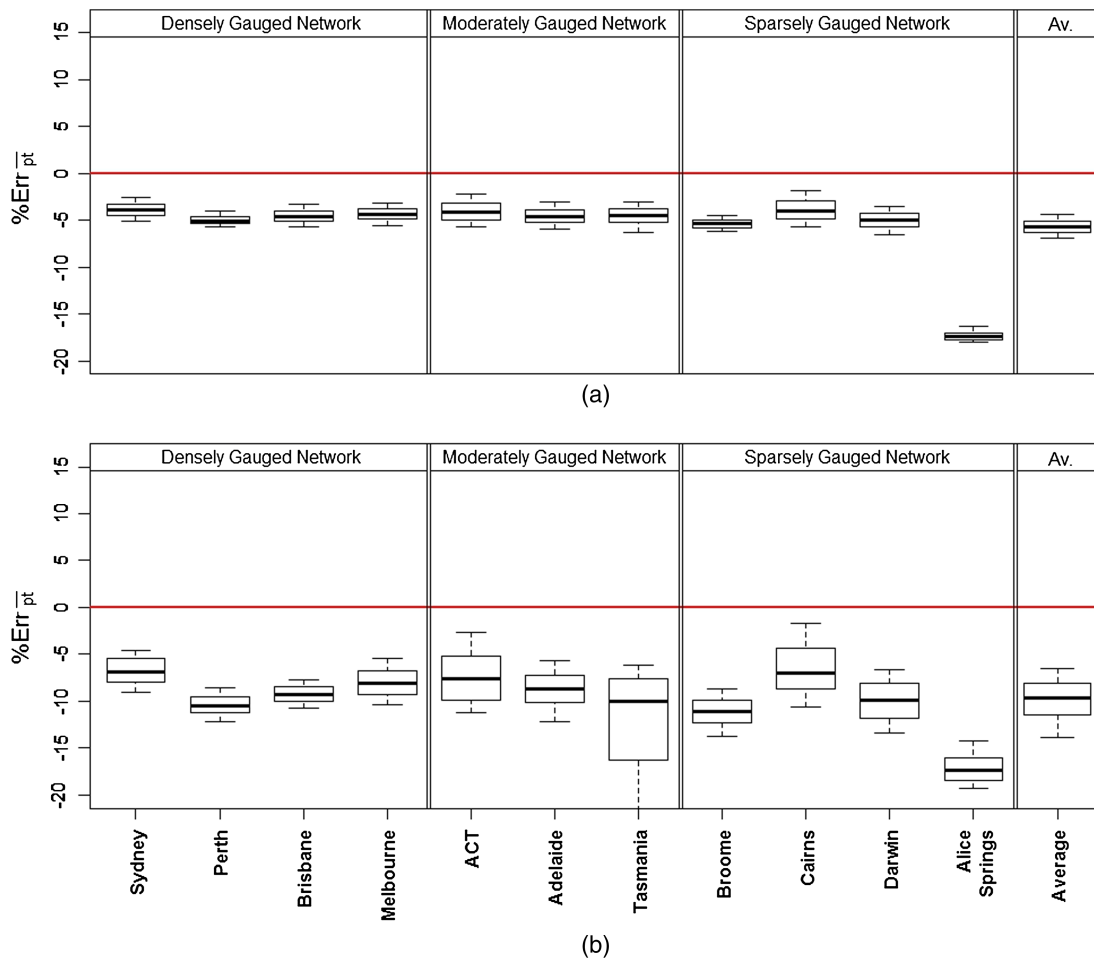 Densely Gauged Network
Moderately Gauged Network
Sparsely Gauged Network
Av.
15
10
5
0
-5
-10
-15
-20
%Err pt
(a)
Densely Gauged Network
Moderately Gauged Network
Sparsely Gauged Network
Av.
15
10
5
0
-5
-10
-15
-20
%Err pt
Sydney
Perth
Brisbane
Melbourne
ACT
Adelaide
Tasmania
Broome
Cairns
Darwin
Alice
Springs
Average
(b)